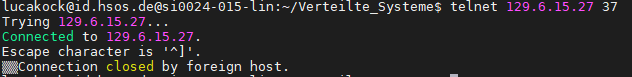 lucakock@id.hsos.de@si0024-015-lin:~/Verteilte_Systeme$ telnet 129.6.15.27 37
Trying 129.6.15.27...
Connected to 129.6.15.27.
Escape character is '^]'.
▒▒Connection closed by foreign host.